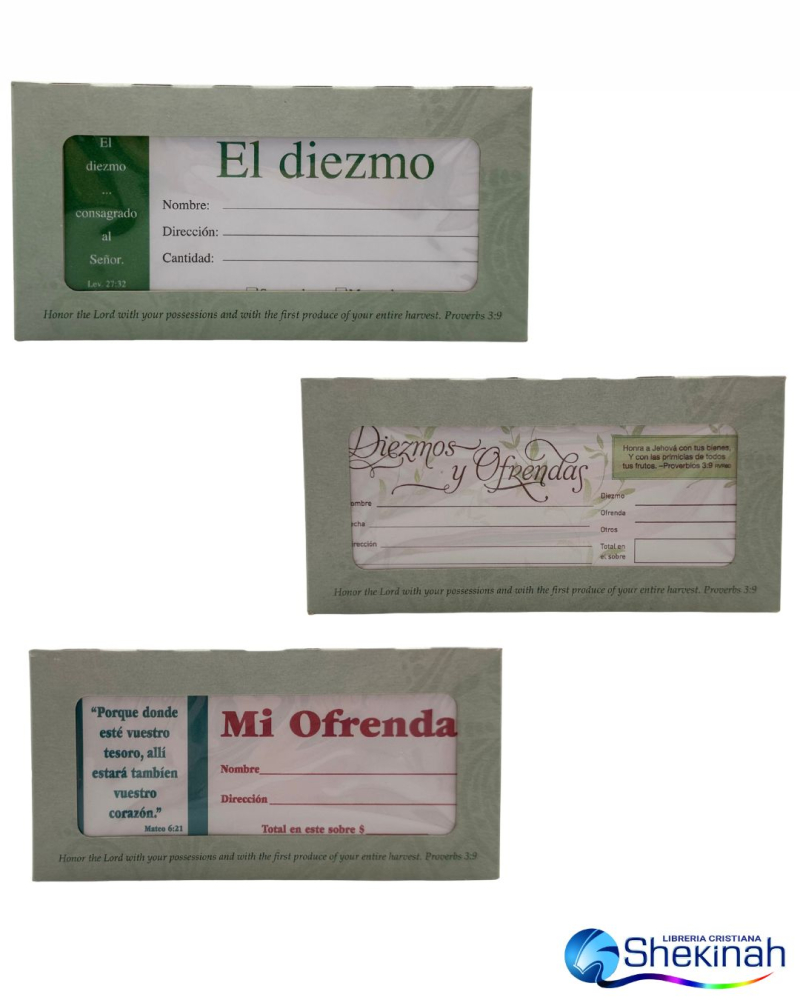 El
diezmo
...
consagrado
al
Señor.
Lev. 27:32
El diezmo
Nombre:
Dirección:
Cantidad:
Honor the Lord with your possessions and with the first produce of your entire harvest. Proverbs 3:9
Diezmos
y Ofrendas
Honra a Jehová con tus bienes,
Y con las primicias de todos
tus frutos. –Proverbios 3:9
ombre
echa
irección
Diezmo
Ofrenda
Otros
Total en
el sobre
Honor the Lord with your possessions and with the first produce of your entire harvest. Proverbs 3:9
“Porque donde
esté vuestro
tesoro, allí
estará tambíen
vuestro
corazón.”
Mateo 6:21
Mi Ofrenda
Nombre
Dirección
Total en este sobre $
Honor the Lord with your possessions and with the first produce of your entire harvest. Proverbs 3:9
LIBRERIA CRISTIANA
Shekinah